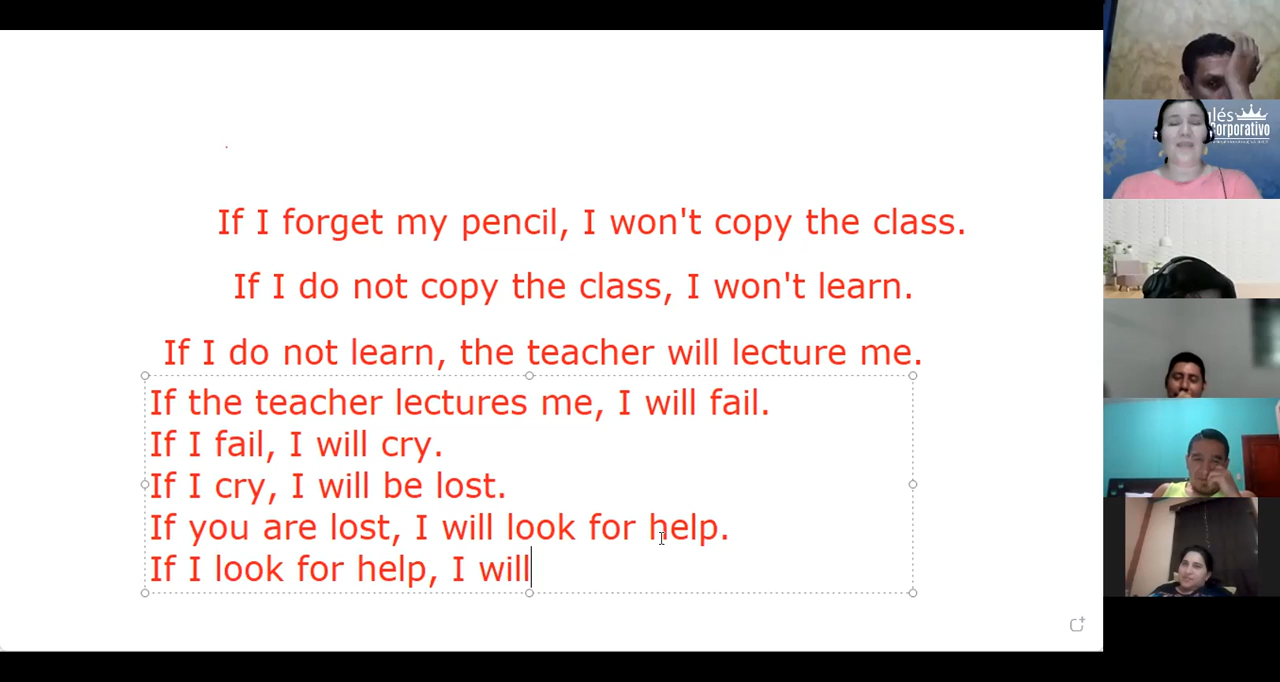 If I forget my pencil, I won't copy the class.
If I do not copy the class, I won't learn.
If I do not learn, the teacher will lecture me.
If the teacher lectures me, I will fail.
If I fail, I will cry.
If I cry, I will be lost.
If you are lost, I will look for help.
If I look for help, I will
glés
Corporativo